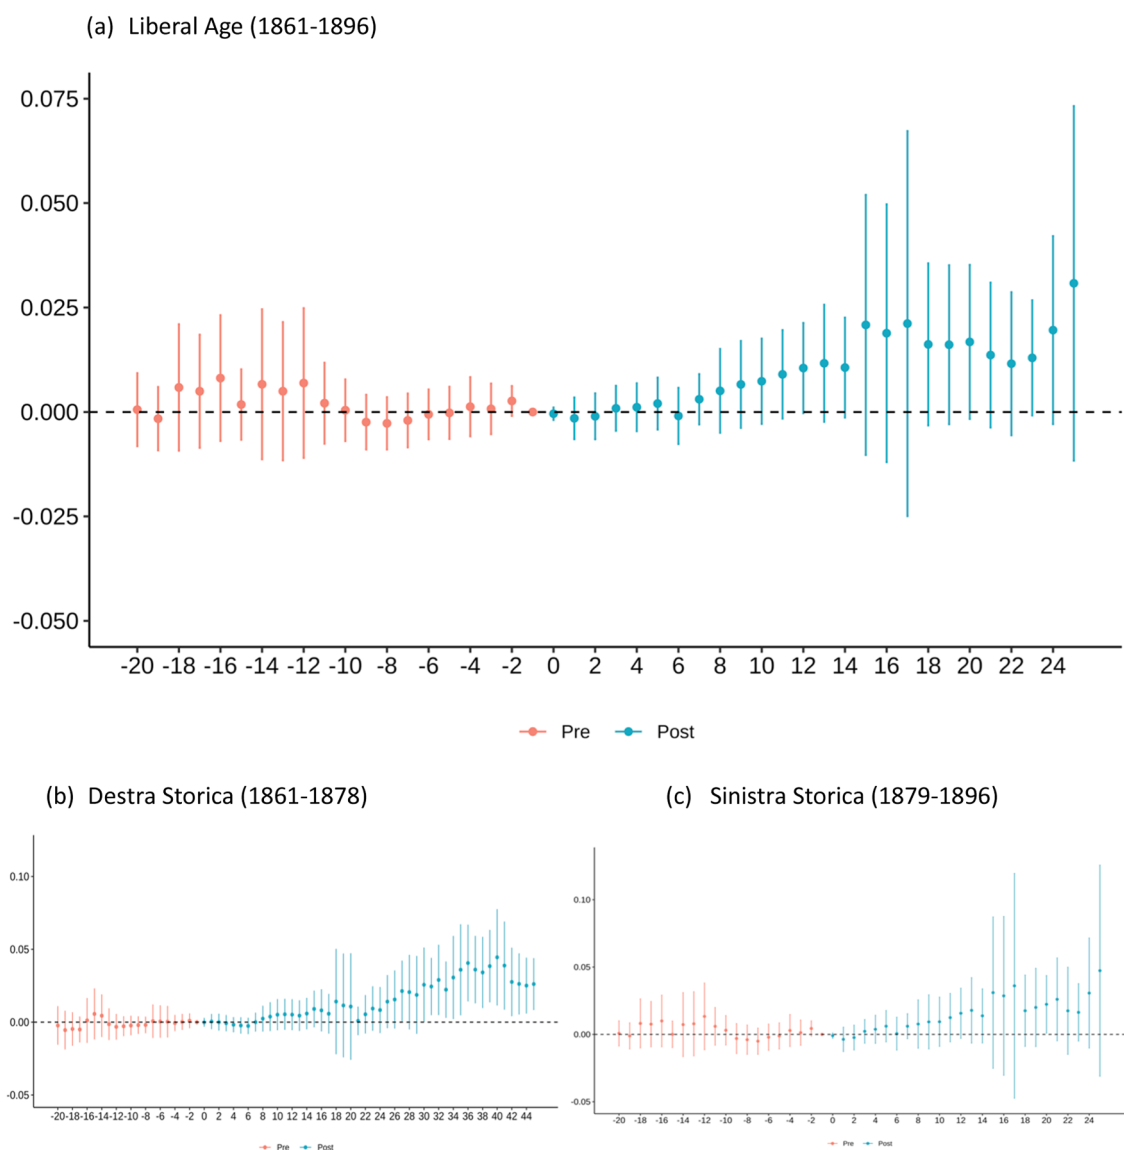 (a) Liberal Age (1861-1896)
0.075
0.050
0.025
0.000
-0.025
-0.050
-20 -18 -16 -14 -12 -10 -8 -6 -4 -2 0 2 4 6 8 10 12 14 16 18 20 22 24
Pre Post
(b) Destra Storica (1861-1878)
0.10
0.05
0.00
-0.05
-20 -18 -16 -14 -12 -10 -8 -6 -4 -2 0 2 4 6 8 10 12 14 16 18 20 22 24 26 28 30 32 34 36 38 40 42 44
Pre Post
(c) Sinistra Storica (1879-1896)
0.10
0.05
0.00
-0.05
-20 -18 -16 -14 -12 -10 -8 -6 -4 -2 0 2 4 6 8 10 12 14 16 18 20 22 24
Pre Post